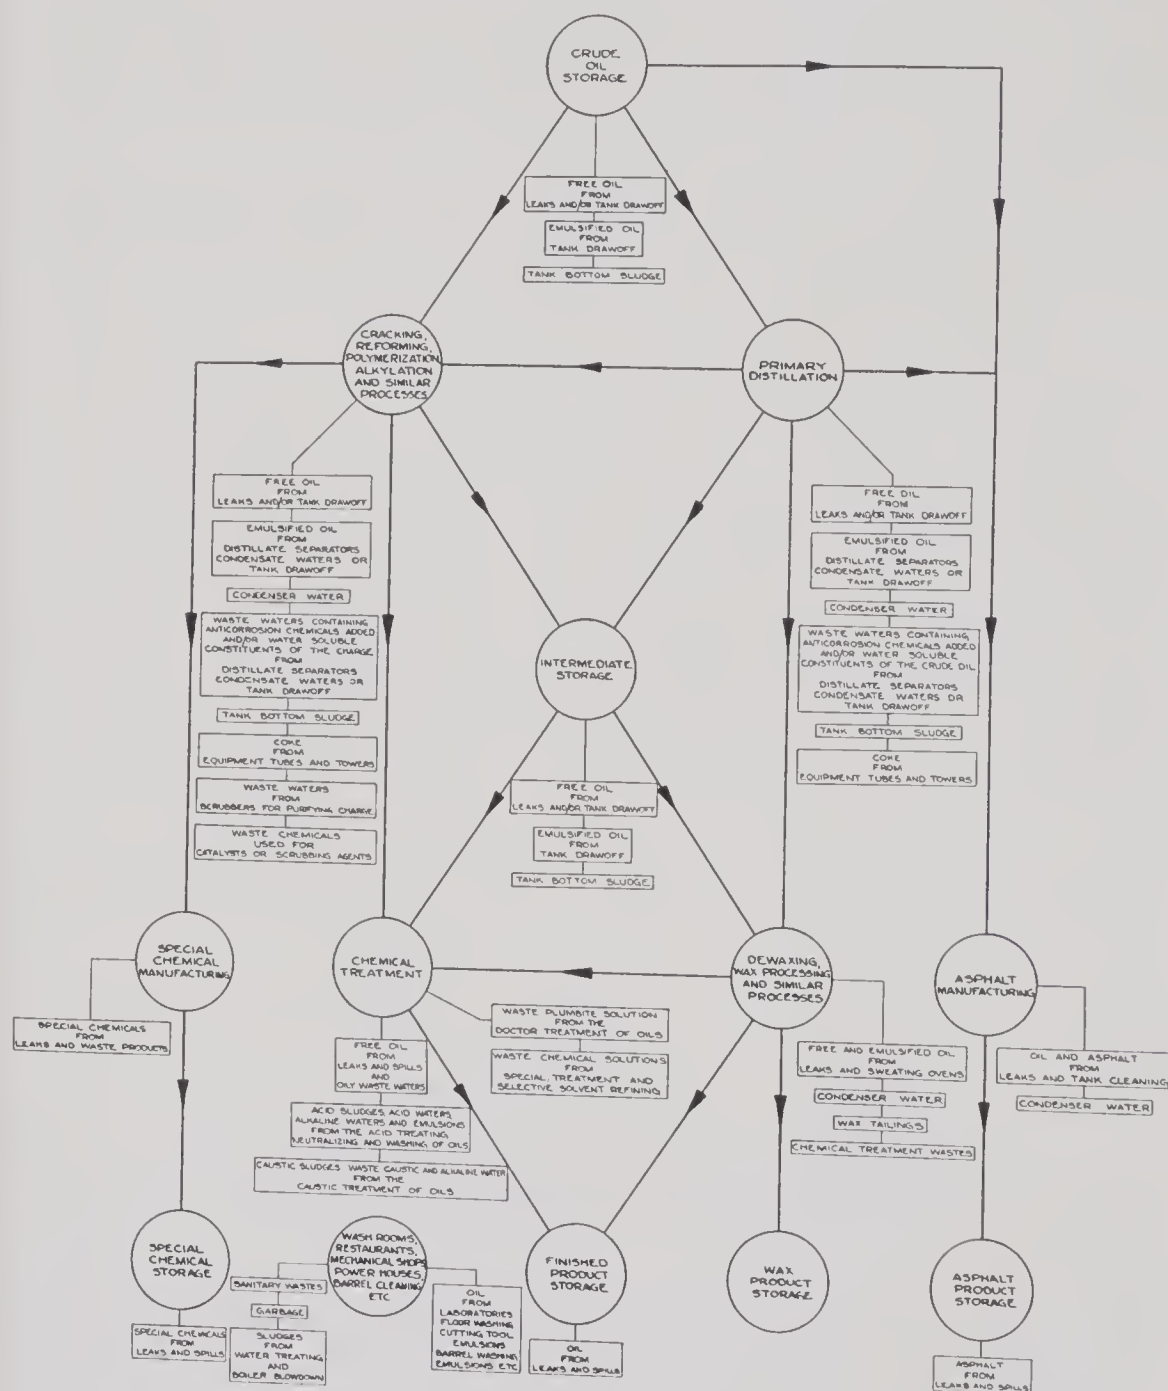 CRUDE
OIL
STORAGE
FREE OIL
FROM
LEAKS AND/OR TANK DRAWOFF
EMULSIFIED OIL
FROM
TANK DRAWOFF
TANK BOTTOM SLUDGE
CRACKING,
REFORMING,
POLYMERIZATION
ALKYLATION
AND SIMILAR
PROCESSES
PRIMARY
DISTILLATION
FREE OIL
FROM
LEAKS AND/OR TANK DRAWOFF
EMULSIFIED OIL
FROM
DISTILLATE SEPARATORS
CONDENSATE WATERS OR
TANK DRAWOFF
CONDENSER WATER
WASTE WATERS CONTAINING
ANTICORROSION CHEMICALS ADDED
AND/OR WATER SOLUBLE
CONSTITUENTS OF THE CHARGE
FROM
DISTILLATE SEPARATORS
CONDENSATE WATERS OR
TANK DRAWOFF
TANK BOTTOM SLUDGE
COKE
FROM
EQUIPMENT TUBES AND TOWERS
WASTE WATERS
FROM
SCRUBBERS FOR PURIFYING CHARGE
WASTE CHEMICALS
USED FOR
CATALYSTS OR SCRUBBING AGENTS
FREE OIL
FROM
LEAKS AND/OR TANK DRAWOFF
EMULSIFIED OIL
FROM
DISTILLATE SEPARATORS
CONDENSATE WATERS OR
TANK DRAWOFF
CONDENSER WATER
WASTE WATERS CONTAINING
ANTICORROSION CHEMICALS ADDED
AND/OR WATER SOLUBLE
CONSTITUENTS OF THE CRUDE OIL
FROM
DISTILLATE SEPARATORS
CONDENSATE WATERS OR
TANK DRAWOFF
TANK BOTTOM SLUDGE
COKE
FROM
EQUIPMENT TUBES AND TOWERS
INTERMEDIATE
STORAGE
FREE OIL
FROM
LEAKS AND/OR TANK DRAWOFF
EMULSIFIED OIL
FROM
TANK DRAWOFF
TANK BOTTOM SLUDGE
SPECIAL
CHEMICAL
MANUFACTURING
SPECIAL CHEMICALS
FROM
LEAKS AND WASTE PRODUCTS
CHEMICAL
TREATMENT
WASTE PLUMBITE SOLUTION
FROM THE
DOCTOR TREATMENT OF OILS
WASTE CHEMICAL SOLUTIONS
FROM
SPECIAL, TREATMENT AND
SELECTIVE SOLVENT REFINING
FREE OIL
FROM
LEAKS AND SPILLS
AND
OILY WASTE WATERS
ACID SLUDGES, ACID WATERS,
ALKALINE WATERS AND EMULSIONS
FROM THE ACID TREATING,
NEUTRALIZING AND WASHING OF OILS
CAUSTIC SLUDGES WASTE CAUSTIC AND ALKALINE WATER
FROM THE
CAUSTIC TREATMENT OF OILS
DEWAXING,
WAX PROCESSING
AND SIMILAR
PROCESSES
FREE AND EMULSIFIED OIL
FROM
LEAKS AND SWEATING OVENS
CONDENSER WATER
WAX TAILINGS
CHEMICAL TREATMENT WASTES
ASPHALT
MANUFACTURING
OIL AND ASPHALT
FROM
LEAKS AND TANK CLEANING
CONDENSER WATER
SPECIAL
CHEMICAL
STORAGE
SPECIAL CHEMICALS
FROM
LEAKS AND SPILLS
WASH ROOMS,
RESTAURANTS,
MECHANICAL SHOPS
POWER HOUSES,
BARREL CLEANING
ETC
SANITARY WASTES
GARBAGE
SLUDGES
FROM
WATER TREATING
AND
BOILER BLOWDOWN
OIL
FROM
LABORATORIES
FLOOR WASHING
CUTTING TOOL
EMULSIONS
BARREL WASHING
EMULSIONS ETC
FINISHED
PRODUCT
STORAGE
OIL
FROM
LEAKS AND SPILLS
WAX
PRODUCT
STORAGE
ASPHALT
PRODUCT
STORAGE
ASPHALT
FROM
LEAKS AND SPILLS